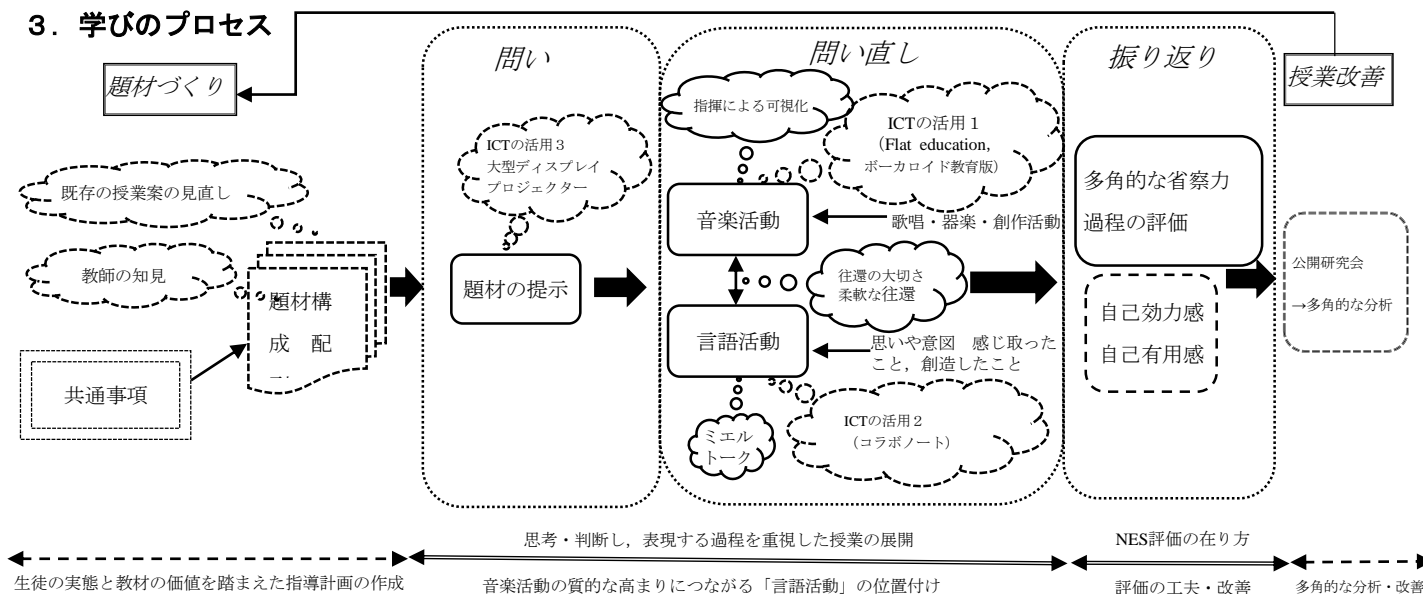 ３．学びのプロセス
題材づくり
既存の授業案の見直し
教師の知見
題材構
成　配
共通事項
問い
ICTの活用３
大型ディスプレイ
プロジェクター
題材の提示
問い直し
指揮による可視化
ICTの活用１
（Flat education,
ボーカロイド教育版）
音楽活動
歌唱・器楽・創作活動
往還の大切さ
柔軟な往還
言語活動
思いや意図　感じ取った
こと，創造したこと
ミエル
トーク
ICTの活用２
（コラボノート）
振り返り
多角的な省察力
過程の評価
自己効力感
自己有用感
授業改善
公開研究会
→多角的な分析
思考・判断し，表現する過程を重視した授業の展開
NES評価の在り方
生徒の実態と教材の価値を踏まえた指導計画の作成
音楽活動の質的な高まりにつながる「言語活動」の位置付け
評価の工夫・改善
多角的な分析・改善